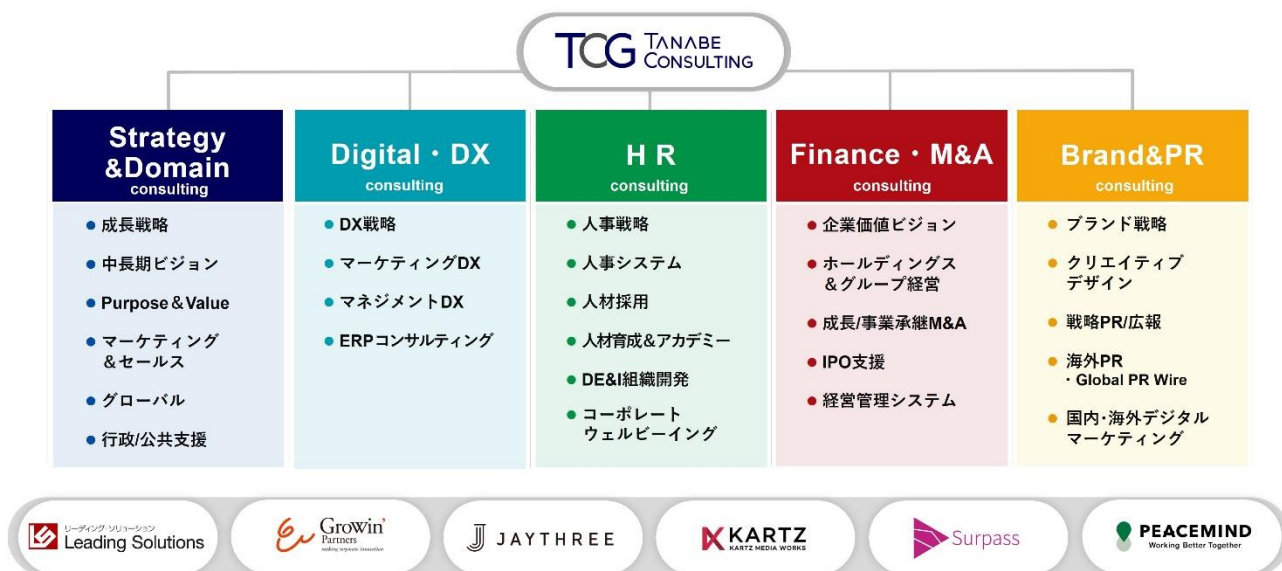 TCG TANABE
CONSULTING
Strategy
&Domain
consulting
● 成長戦略
● 中長期ビジョン
● Purpose＆Value
● マーケティング
＆セールス
● グローバル
● 行政/公共支援
Digital・DX
consulting
● DX戦略
● マーケティングDX
● マネジメントDX
● ERPコンサルティング
HR
consulting
● 人事戦略
● 人事システム
● 人材採用
● 人材育成&アカデミー
● DE&I組織開発
● コーポレート
ウェルビーイング
Finance・M&A
consulting
● 企業価値ビジョン
● ホールディングス
＆グループ経営
● 成長/事業承継M&A
● IPO支援
● 経営管理システム
Brand&PR
consulting
● ブランド戦略
● クリエイティブ
デザイン
● 戦略PR/広報
● 海外PR
・Global PR Wire
● 国内・海外デジタル
マーケティング
リーディング・ソリューション
Leading Solutions
Growin'
Partners
making corporate innovation
JAYTHREE
KARTZ
KARTZ MEDIA WORKS
Surpass
PEACEMIND
Working Better Together